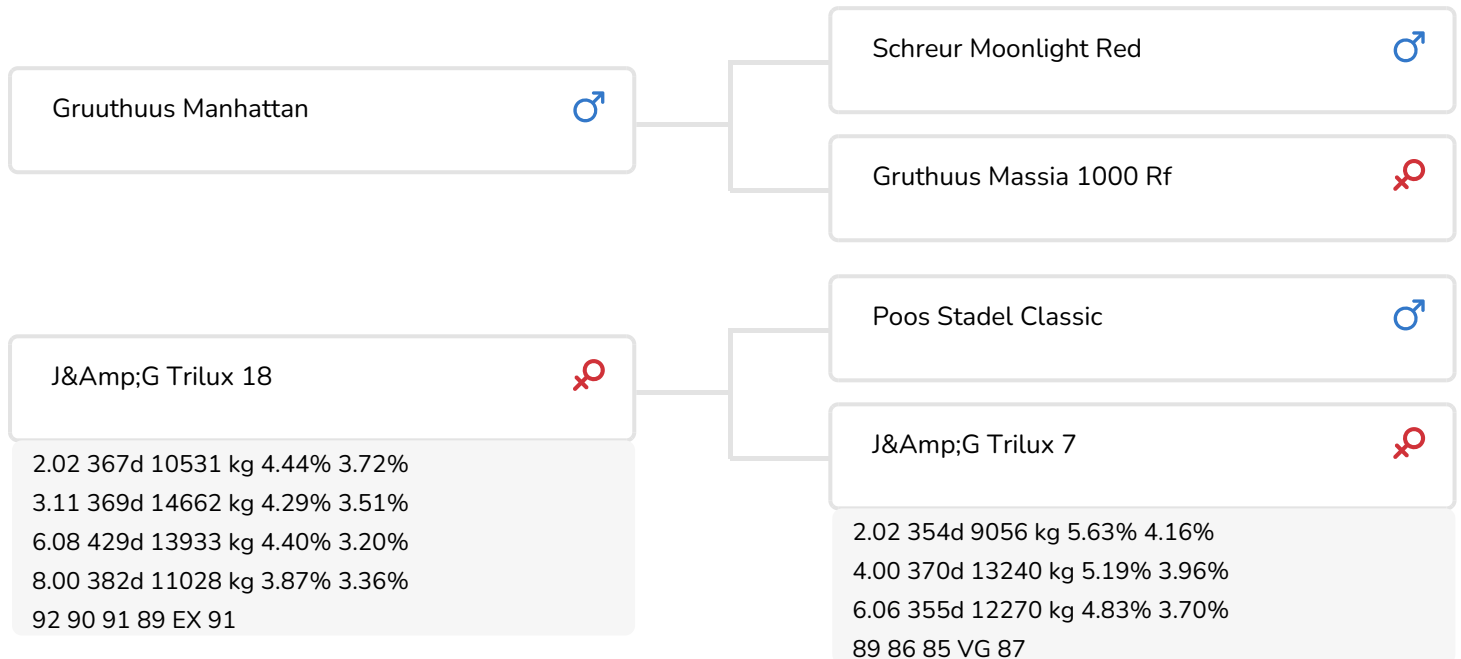 Schreur Moonlight Red
Gruuthuus Manhattan
Gruthuus Massia 1000 Rf
Poos Stadel Classic
J&Amp;G Trilux 18
2.02 367d 10531 kg 4.44% 3.72%
3.11 369d 14662 kg 4.29% 3.51%
6.08 429d 13933 kg 4.40% 3.20%
8.00 382d 11028 kg 3.87% 3.36%
92 90 91 89 EX 91
J&Amp;G Trilux 7
2.02 354d 9056 kg 5.63% 4.16%
4.00 370d 13240 kg 5.19% 3.96%
6.06 355d 12270 kg 4.83% 3.70%
89 86 85 VG 87